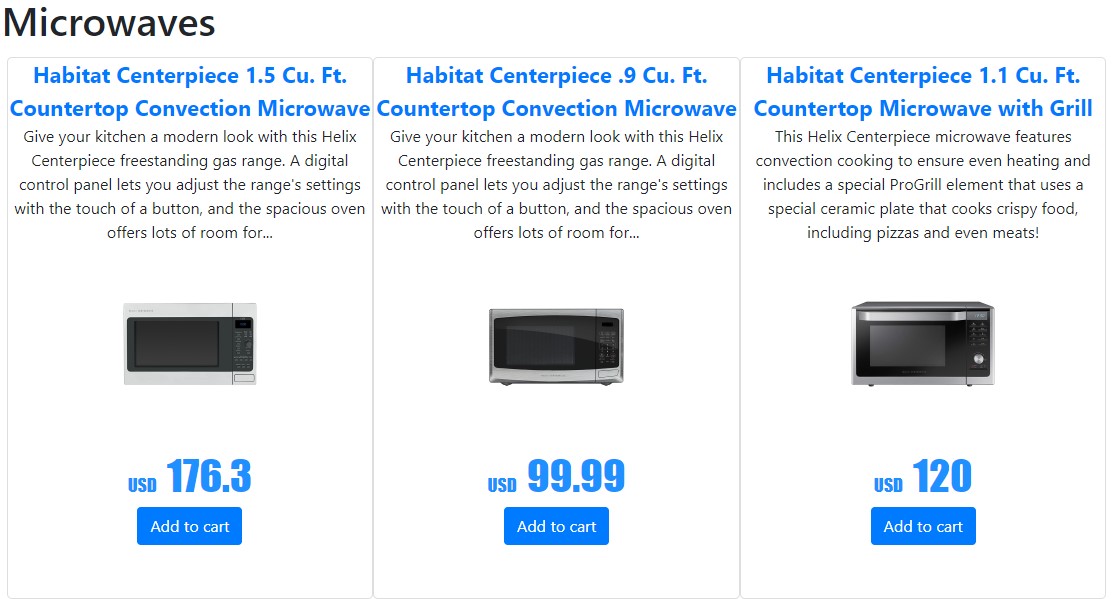 Microwaves
Habitat Centerpiece 1.5 Cu. Ft.
Countertop Convection Microwave
Give your kitchen a modern look with this Helix
Centerpiece freestanding gas range. A digital
control panel lets you adjust the range's settings
with the touch of a button, and the spacious oven
offers lots of room for...
USD 176.3
Add to cart
Habitat Centerpiece .9 Cu. Ft.
Countertop Convection Microwave
Give your kitchen a modern look with this Helix
Centerpiece freestanding gas range. A digital
control panel lets you adjust the range's settings
with the touch of a button, and the spacious oven
offers lots of room for...
USD 99.99
Add to cart
Habitat Centerpiece 1.1 Cu. Ft.
Countertop Microwave with Grill
This Helix Centerpiece microwave features
convection cooking to ensure even heating and
includes a special ProGrill element that uses a
special ceramic plate that cooks crispy food,
including pizzas and even meats!
USD 120
Add to cart